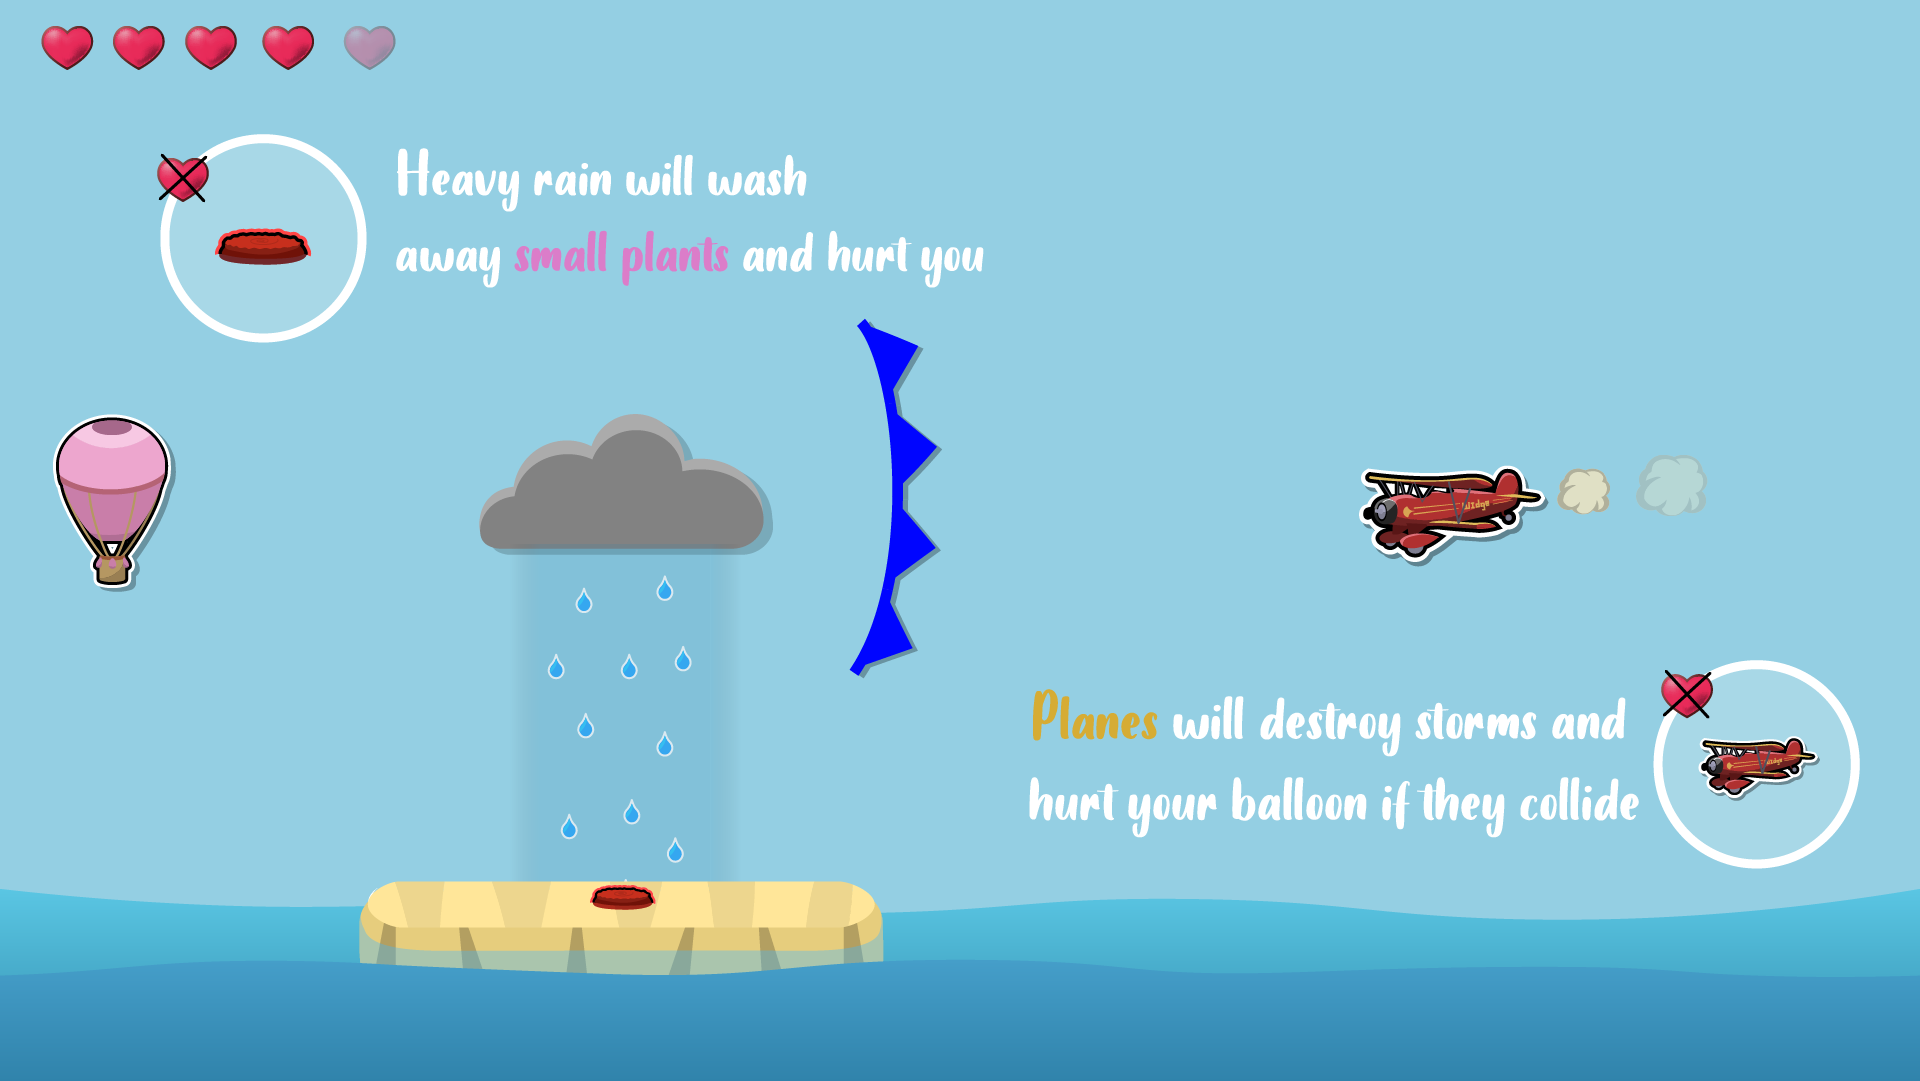 Heavy rain will wash
away small plants and hurt you
Planes will destroy storms and
hurt your balloon if they collide